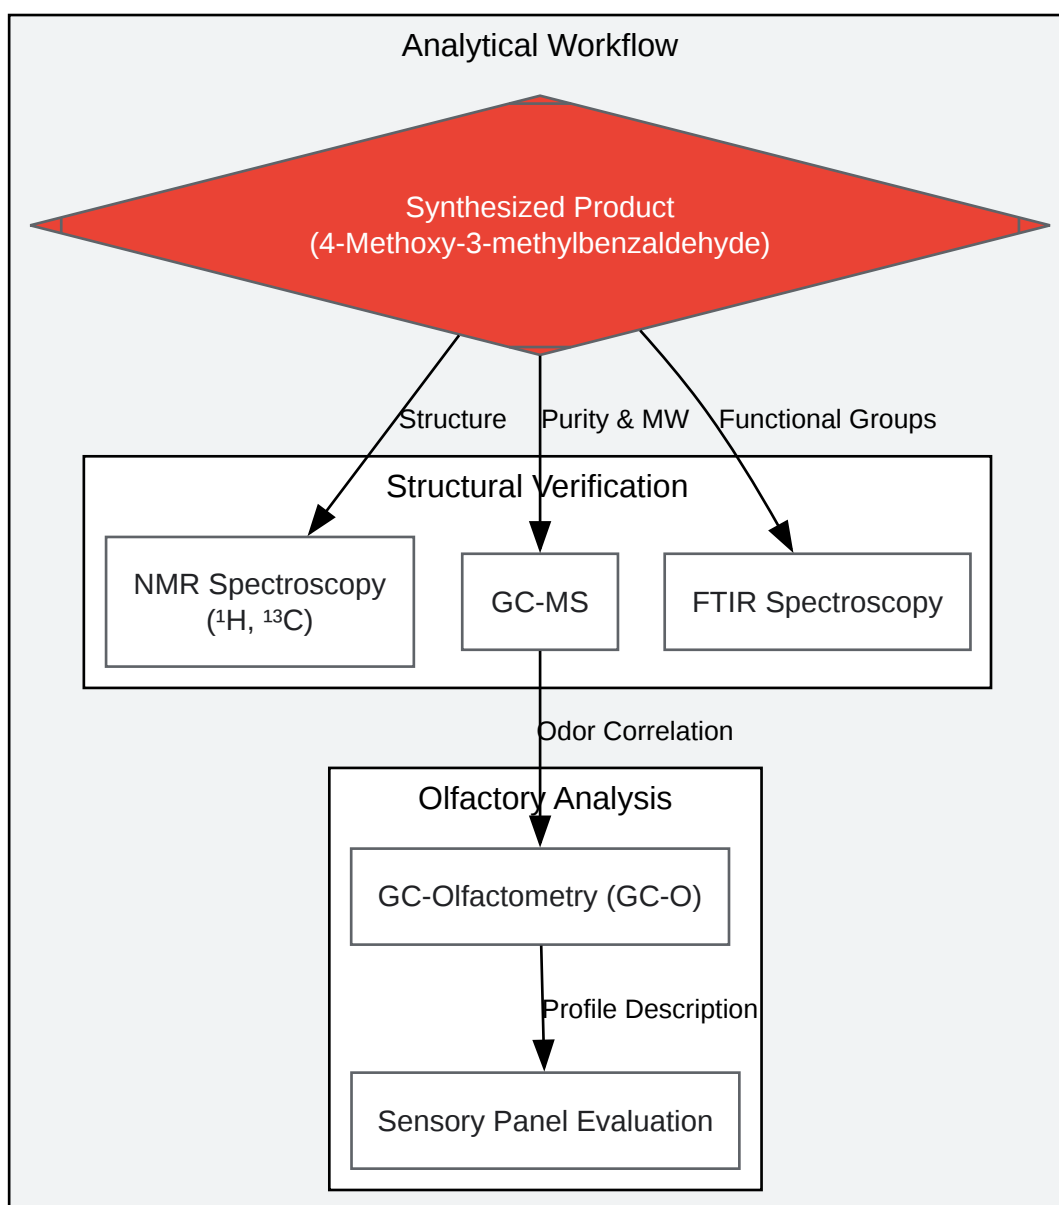 Analytical Workflow
Synthesized Product
(4-Methoxy-3-methylbenzaldehyde)
Structure
Purity & MW
Functional Groups
Structural Verification
NMR Spectroscopy
(¹H, ¹³C)
GC-MS
FTIR Spectroscopy
Odor Correlation
Olfactory Analysis
GC-Olfactometry (GC-O)
Profile Description
Sensory Panel Evaluation